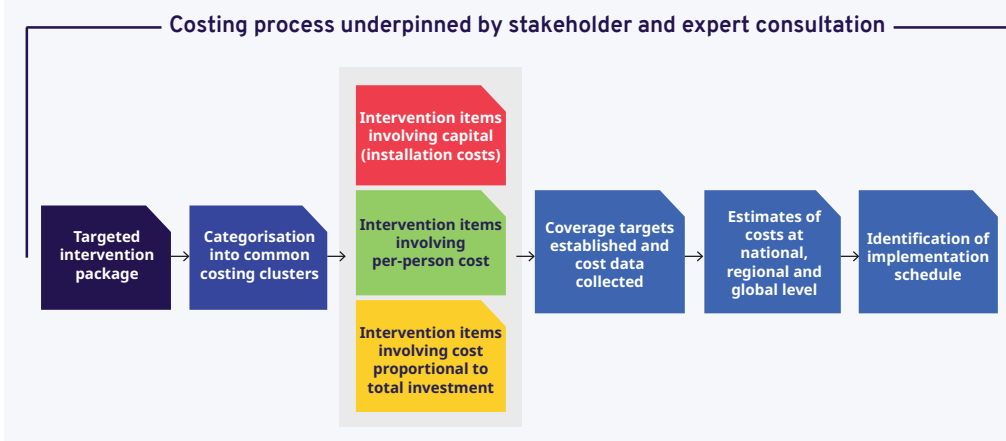 Costing process underpinned by stakeholder and expert consultation
Targeted
intervention
package
Categorisation
into common
costing clusters
Intervention items
involving capital
(installation costs)
Intervention items
involving
per-person cost
Intervention items
involving cost
proportional to
total investment
Coverage targets
established and
cost data
collected
Estimates of
costs at
national,
regional and
global level
Identification of
implementation
schedule